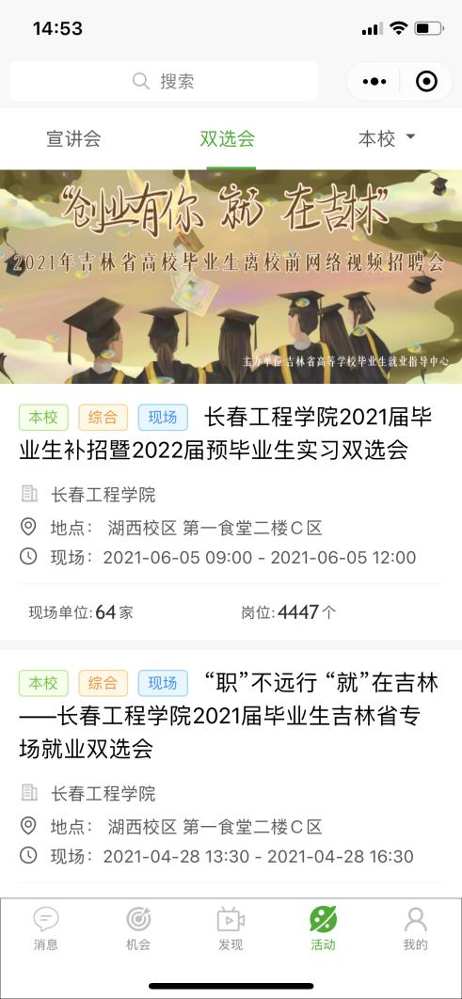 14:53
搜索
宣讲会
双选会
本校
“创业有你 “就” 在吉林”
2021年吉林省高校毕业生离校前网络视频招聘会
主办单位 吉林省高等学校毕业生就业指导中心
本校 综合 现场 长春工程学院2021届毕
业生补招暨2022届预毕业生实习双选会
长春工程学院
地点： 湖西校区 第一食堂二楼C区
现场： 2021-06-05 09:00 - 2021-06-05 12:00
现场单位:64家
岗位:4447个
本校 综合 现场 “职”不远行 “就”在吉林
——长春工程学院2021届毕业生吉林省专
场就业双选会
长春工程学院
地点： 湖西校区 第一食堂二楼C区
现场： 2021-04-28 13:30 - 2021-04-28 16:30
消息
机会
发现
活动
我的